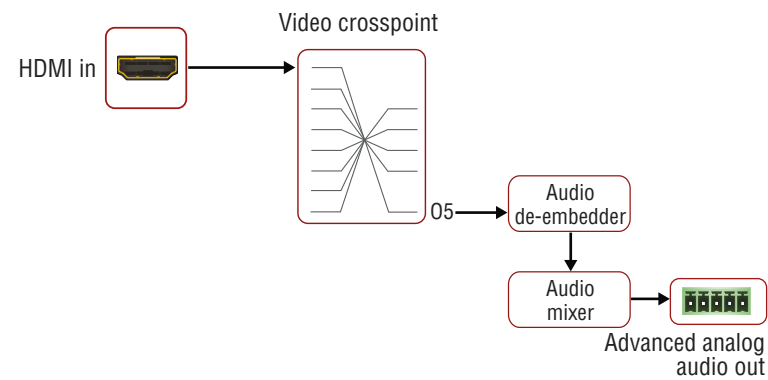 Video crosspoint
HDMI in
O5
Audio
de-embedder
Audio
mixer
Advanced analog
audio out